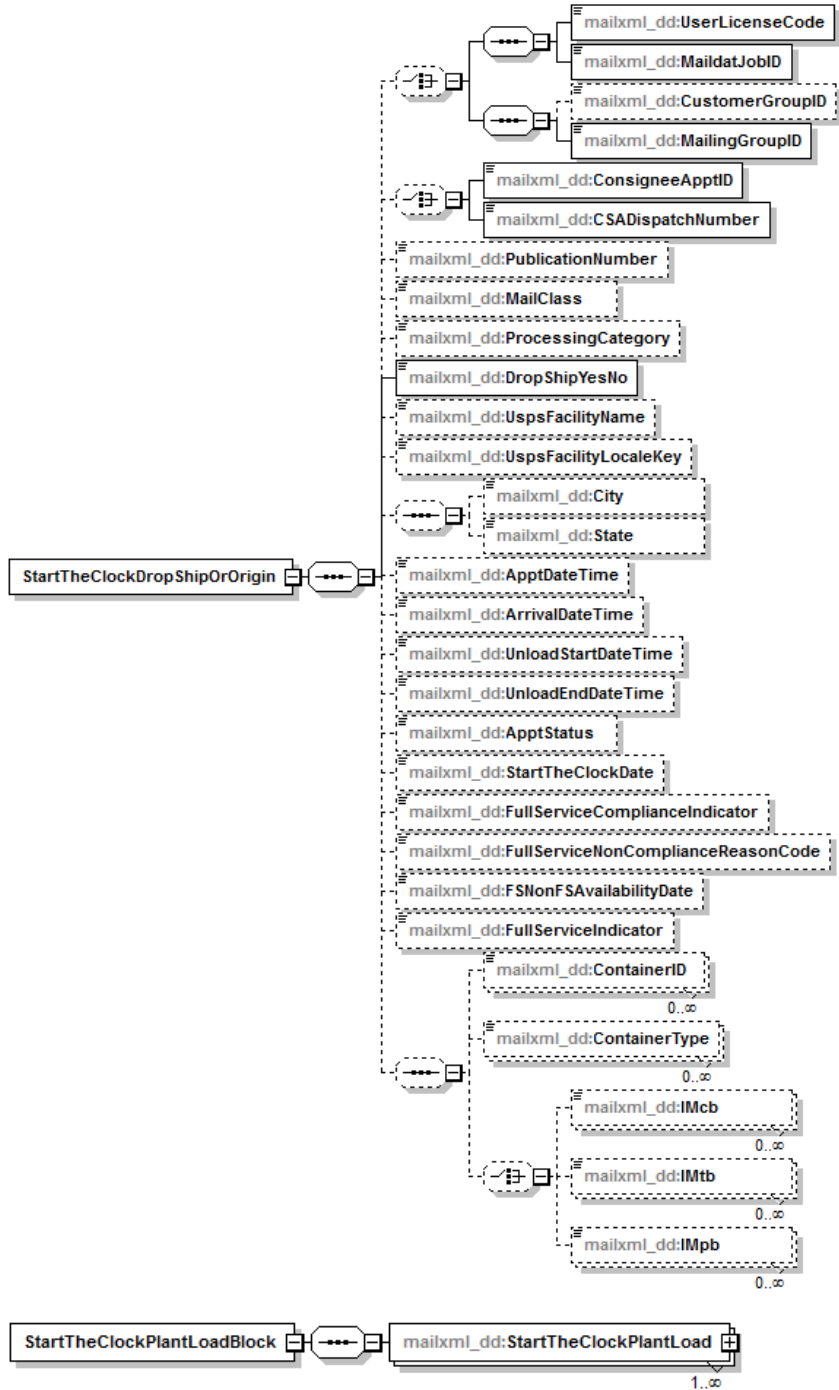 mailxml_dd:UserLicenseCode
mailxml_dd:MaildatJobID
mailxml_dd:CustomerGroupID
mailxml_dd:MailingGroupID
mailxml_dd:ConsigneeApptID
mailxml_dd:CSADispatchNumber
mailxml_dd:PublicationNumber
mailxml_dd:MailClass
mailxml_dd:ProcessingCategory
mailxml_dd:DropShipYesNo
mailxml_dd:UspsFacilityName
mailxml_dd:UspsFacilityLocaleKey
mailxml_dd:City
mailxml_dd:State
StartTheClockDropShipOrOrigin
mailxml_dd:ApptDateTime
mailxml_dd:ArrivalDateTime
mailxml_dd:UnloadStartDateTime
mailxml_dd:UnloadEndDateTime
mailxml_dd:ApptStatus
mailxml_dd:StartTheClockDate
mailxml_dd:FullServiceComplianceIndicator
mailxml_dd:FullServiceNonComplianceReasonCode
mailxml_dd:FSNonFSAvailabilityDate
mailxml_dd:FullServiceIndicator
mailxml_dd:ContainerID
0..∞
mailxml_dd:ContainerType
0..∞
mailxml_dd:IMcb
0..∞
mailxml_dd:IMtb
0..∞
mailxml_dd:IMpb
0..∞
StartTheClockPlantLoadBlock
mailxml_dd:StartTheClockPlantLoad
1..∞